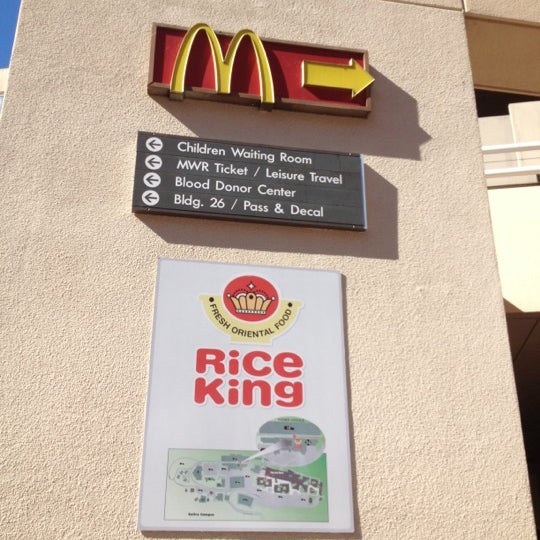 M
Children Waiting Room
MWR Ticket / Leisure Travel
Blood Donor Center
Bldg. 26 / Pass & Decal
• FRESH ORIENTAL FOOD •
RiCe
King